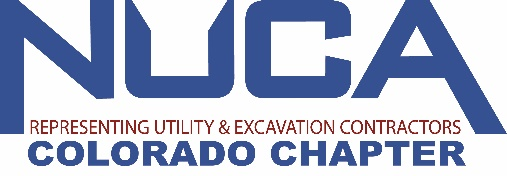 NUCA
REPRESENTING UTILITY & EXCAVATION CONTRACTORS
COLORADO CHAPTER